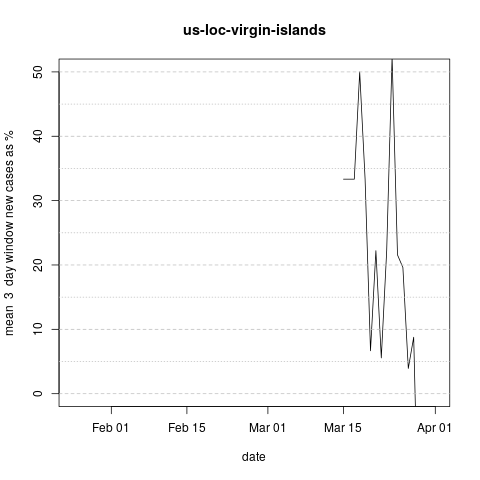 us-loc-virgin-islands
mean 3 day window new cases as %
50
40
30
20
10
0
Feb 01 Feb 15 Mar 01 Mar 15 Apr 01
date